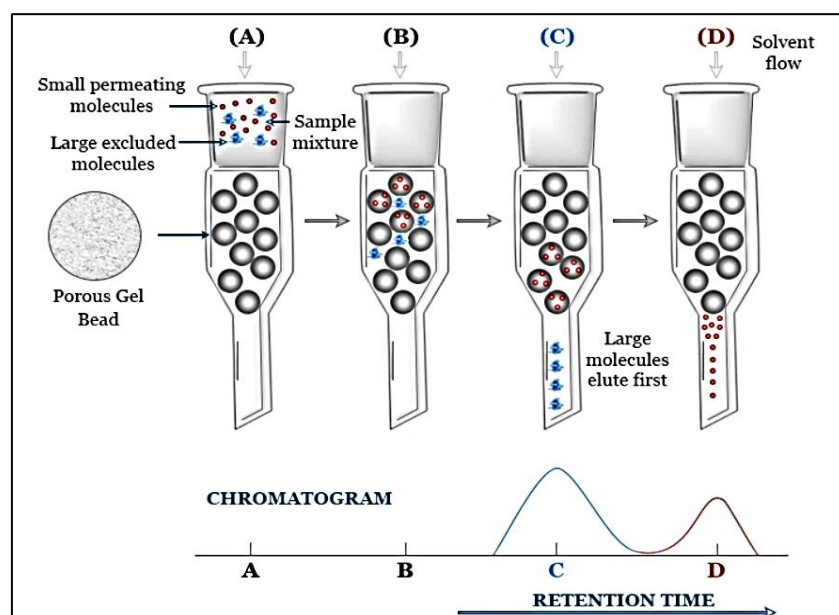 (A)
(B)
(C)
(D)
Solvent
flow
Small permeating
molecules
Sample
mixture
Large excluded
molecules
Porous Gel
Bead
Large
molecules
elute first
CHROMATOGRAM
A
B
C
D
RETENTION TIME